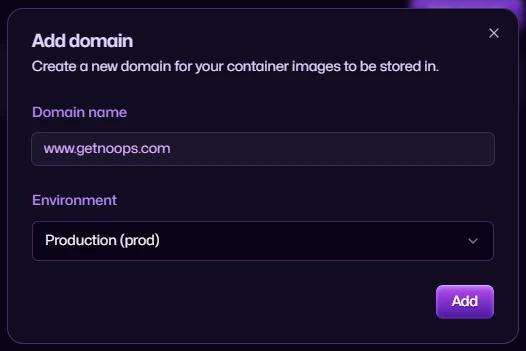 Add domain
Create a new domain for your container images to be stored in.
Domain name
www.getnoops.com
Environment
Production (prod)
Add